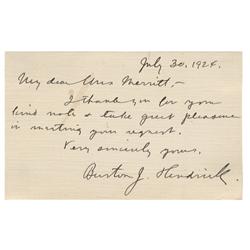 July 30, 1924.
My dear Mrs Merritt,-
I thank you for your
kind note & take great pleasure
in meeting your request.
Very sincerely yours,
Burton J. Hendrick.